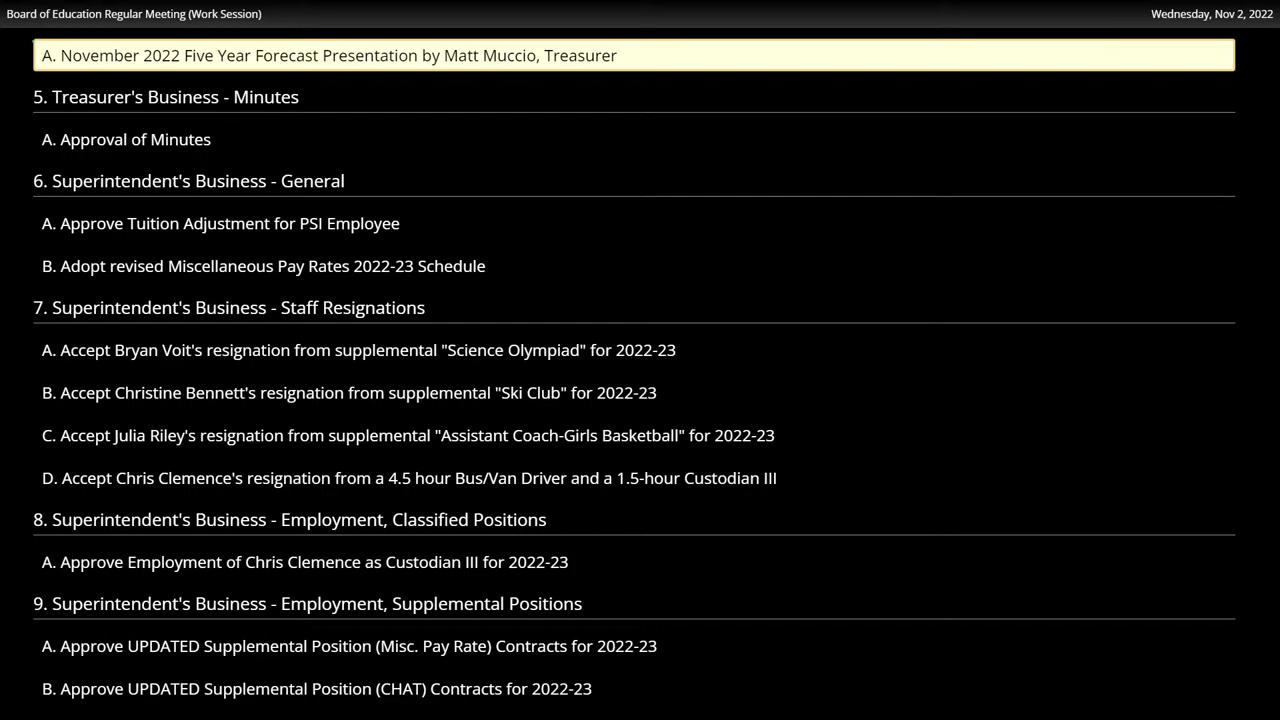 Board of Education Regular Meeting (Work Session)
Wednesday, Nov 2, 2022
A. November 2022 Five Year Forecast Presentation by Matt Muccio, Treasurer
5. Treasurer's Business - Minutes
A. Approval of Minutes
6. Superintendent's Business - General
A. Approve Tuition Adjustment for PSI Employee
B. Adopt revised Miscellaneous Pay Rates 2022-23 Schedule
7. Superintendent's Business - Staff Resignations
A. Accept Bryan Voit's resignation from supplemental "Science Olympiad" for 2022-23
B. Accept Christine Bennett's resignation from supplemental "Ski Club" for 2022-23
C. Accept Julia Riley's resignation from supplemental "Assistant Coach-Girls Basketball" for 2022-23
D. Accept Chris Clemence's resignation from a 4.5 hour Bus/Van Driver and a 1.5-hour Custodian III
8. Superintendent's Business - Employment, Classified Positions
A. Approve Employment of Chris Clemence as Custodian III for 2022-23
9. Superintendent's Business - Employment, Supplemental Positions
A. Approve UPDATED Supplemental Position (Misc. Pay Rate) Contracts for 2022-23
B. Approve UPDATED Supplemental Position (CHAT) Contracts for 2022-23